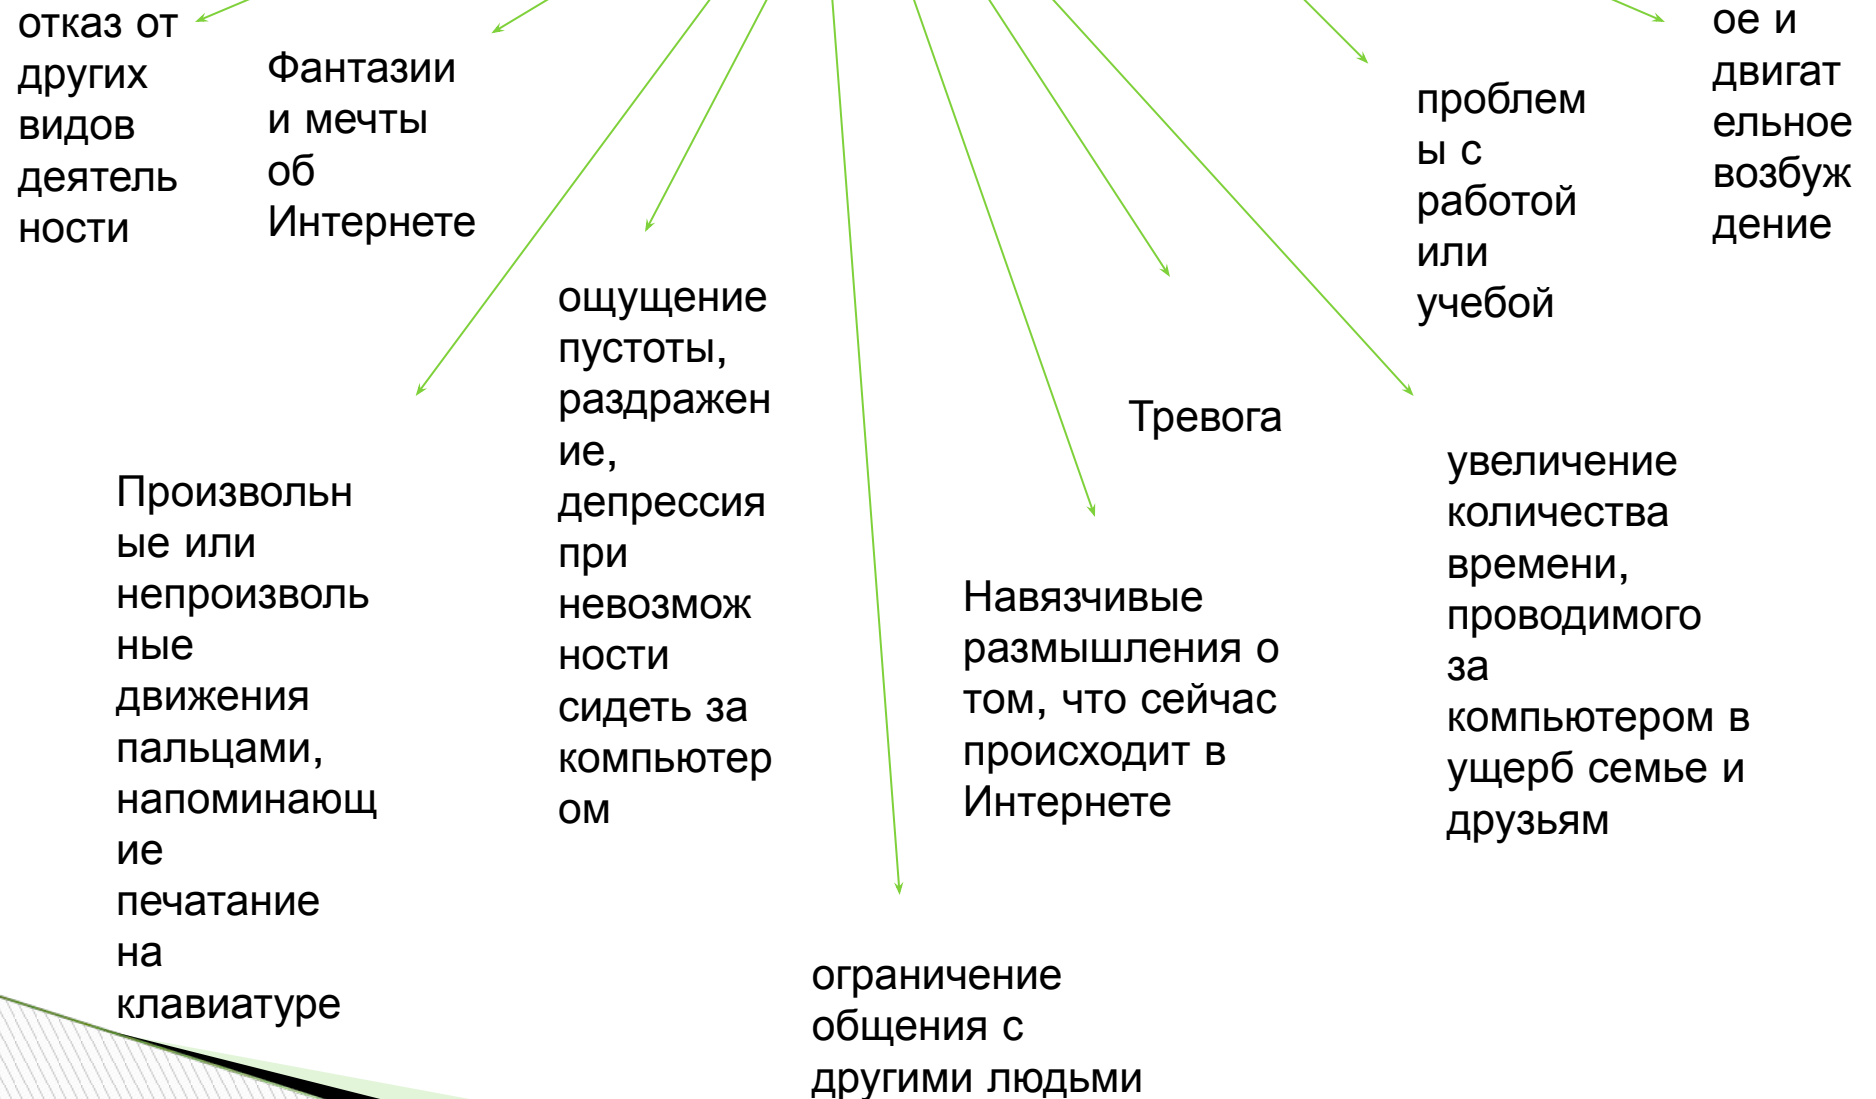 отказ от
других
видов
деятель
ности
Фантазии
и мечты
об
Интернете
Произвольн
ые или
непроизволь
ные
движения
пальцами,
напоминающ
ие
печатание
на
клавиатуре
ощущение
пустоты,
раздражен
ие,
депрессия
при
невозмож
ности
сидеть за
компьютер
ом
ограничение
общения с
другими людьми
Навязчивые
размышления о
том, что сейчас
происходит в
Интернете
Тревога
увеличение
количества
времени,
проводимого
за
компьютером в
ущерб семье и
друзьям
проблем
ы с
работой
или
учебой
ое и
двигат
ельное
возбуж
дение